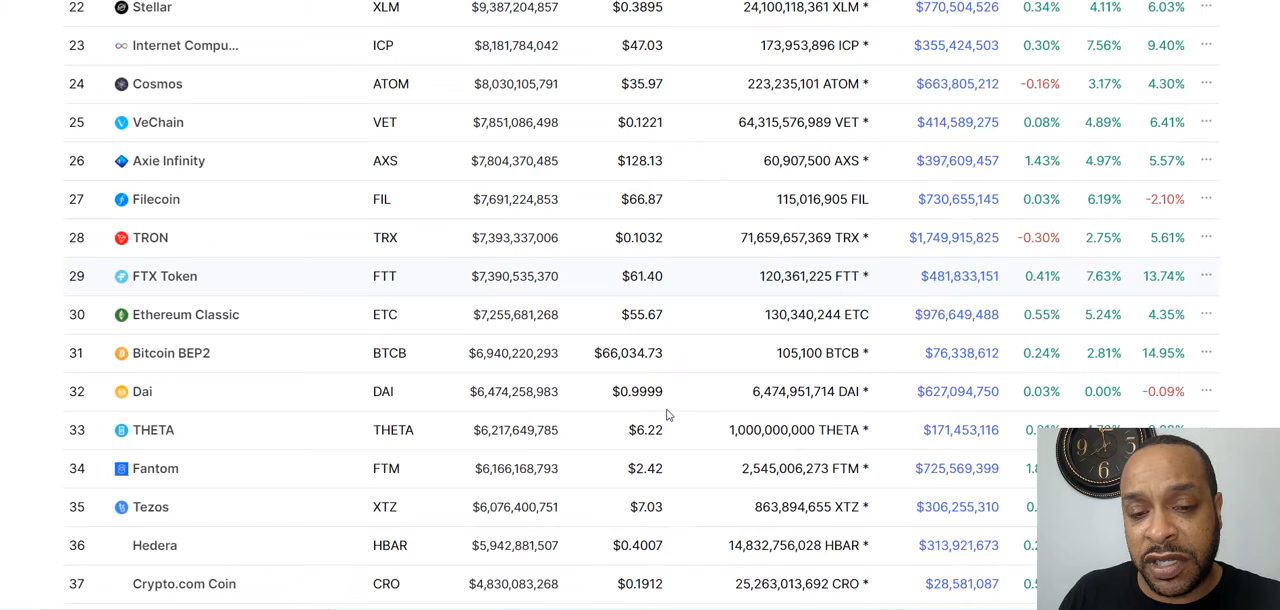 22 Stellar XLM $9,387,204,857 $0.3895 24,100,118,361 XLM * $770,504,526 0.34% 4.11% 6.03% ...
23 Internet Compu... ICP $8,181,784,042 $47.03 173,953,896 ICP * $355,424,503 0.30% 7.56% 9.40% ...
24 Cosmos ATOM $8,030,105,791 $35.97 223,235,101 ATOM * $663,805,212 -0.16% 3.17% 4.30% ...
25 VeChain VET $7,851,086,498 $0.1221 64,315,576,989 VET * $414,589,275 0.08% 4.89% 6.41% ...
26 Axie Infinity AXS $7,804,370,485 $128.13 60,907,500 AXS * $397,609,457 1.43% 4.97% 5.57% ...
27 Filecoin FIL $7,691,224,853 $66.87 115,016,905 FIL $730,655,145 0.03% 6.19% -2.10% ...
28 TRON TRX $7,393,337,006 $0.1032 71,659,657,369 TRX * $1,749,915,825 -0.30% 2.75% 5.61% ...
29 FTX Token FTT $7,390,535,370 $61.40 120,361,225 FTT * $481,833,151 0.41% 7.63% 13.74% ...
30 Ethereum Classic ETC $7,255,681,268 $55.67 130,340,244 ETC $976,649,488 0.55% 5.24% 4.35% ...
31 Bitcoin BEP2 BTCB $6,940,220,293 $66,034.73 105,100 BTCB * $76,338,612 0.24% 2.81% 14.95% ...
32 Dai DAI $6,474,258,983 $0.9999 6,474,951,714 DAI * $627,094,750 0.03% 0.00% -0.09% ...
33 THETA THETA $6,217,649,785 $6.22 1,000,000,000 THETA * $171,453,116
34 Fantom FTM $6,166,168,793 $2.42 2,545,006,273 FTM * $725,569,399
35 Tezos XTZ $6,076,400,751 $7.03 863,894,655 XTZ * $306,255,310
36 Hedera HBAR $5,942,881,507 $0.4007 14,832,756,028 HBAR * $313,921,673
37 Crypto.com Coin CRO $4,830,083,268 $0.1912 25,263,013,692 CRO * $28,581,087